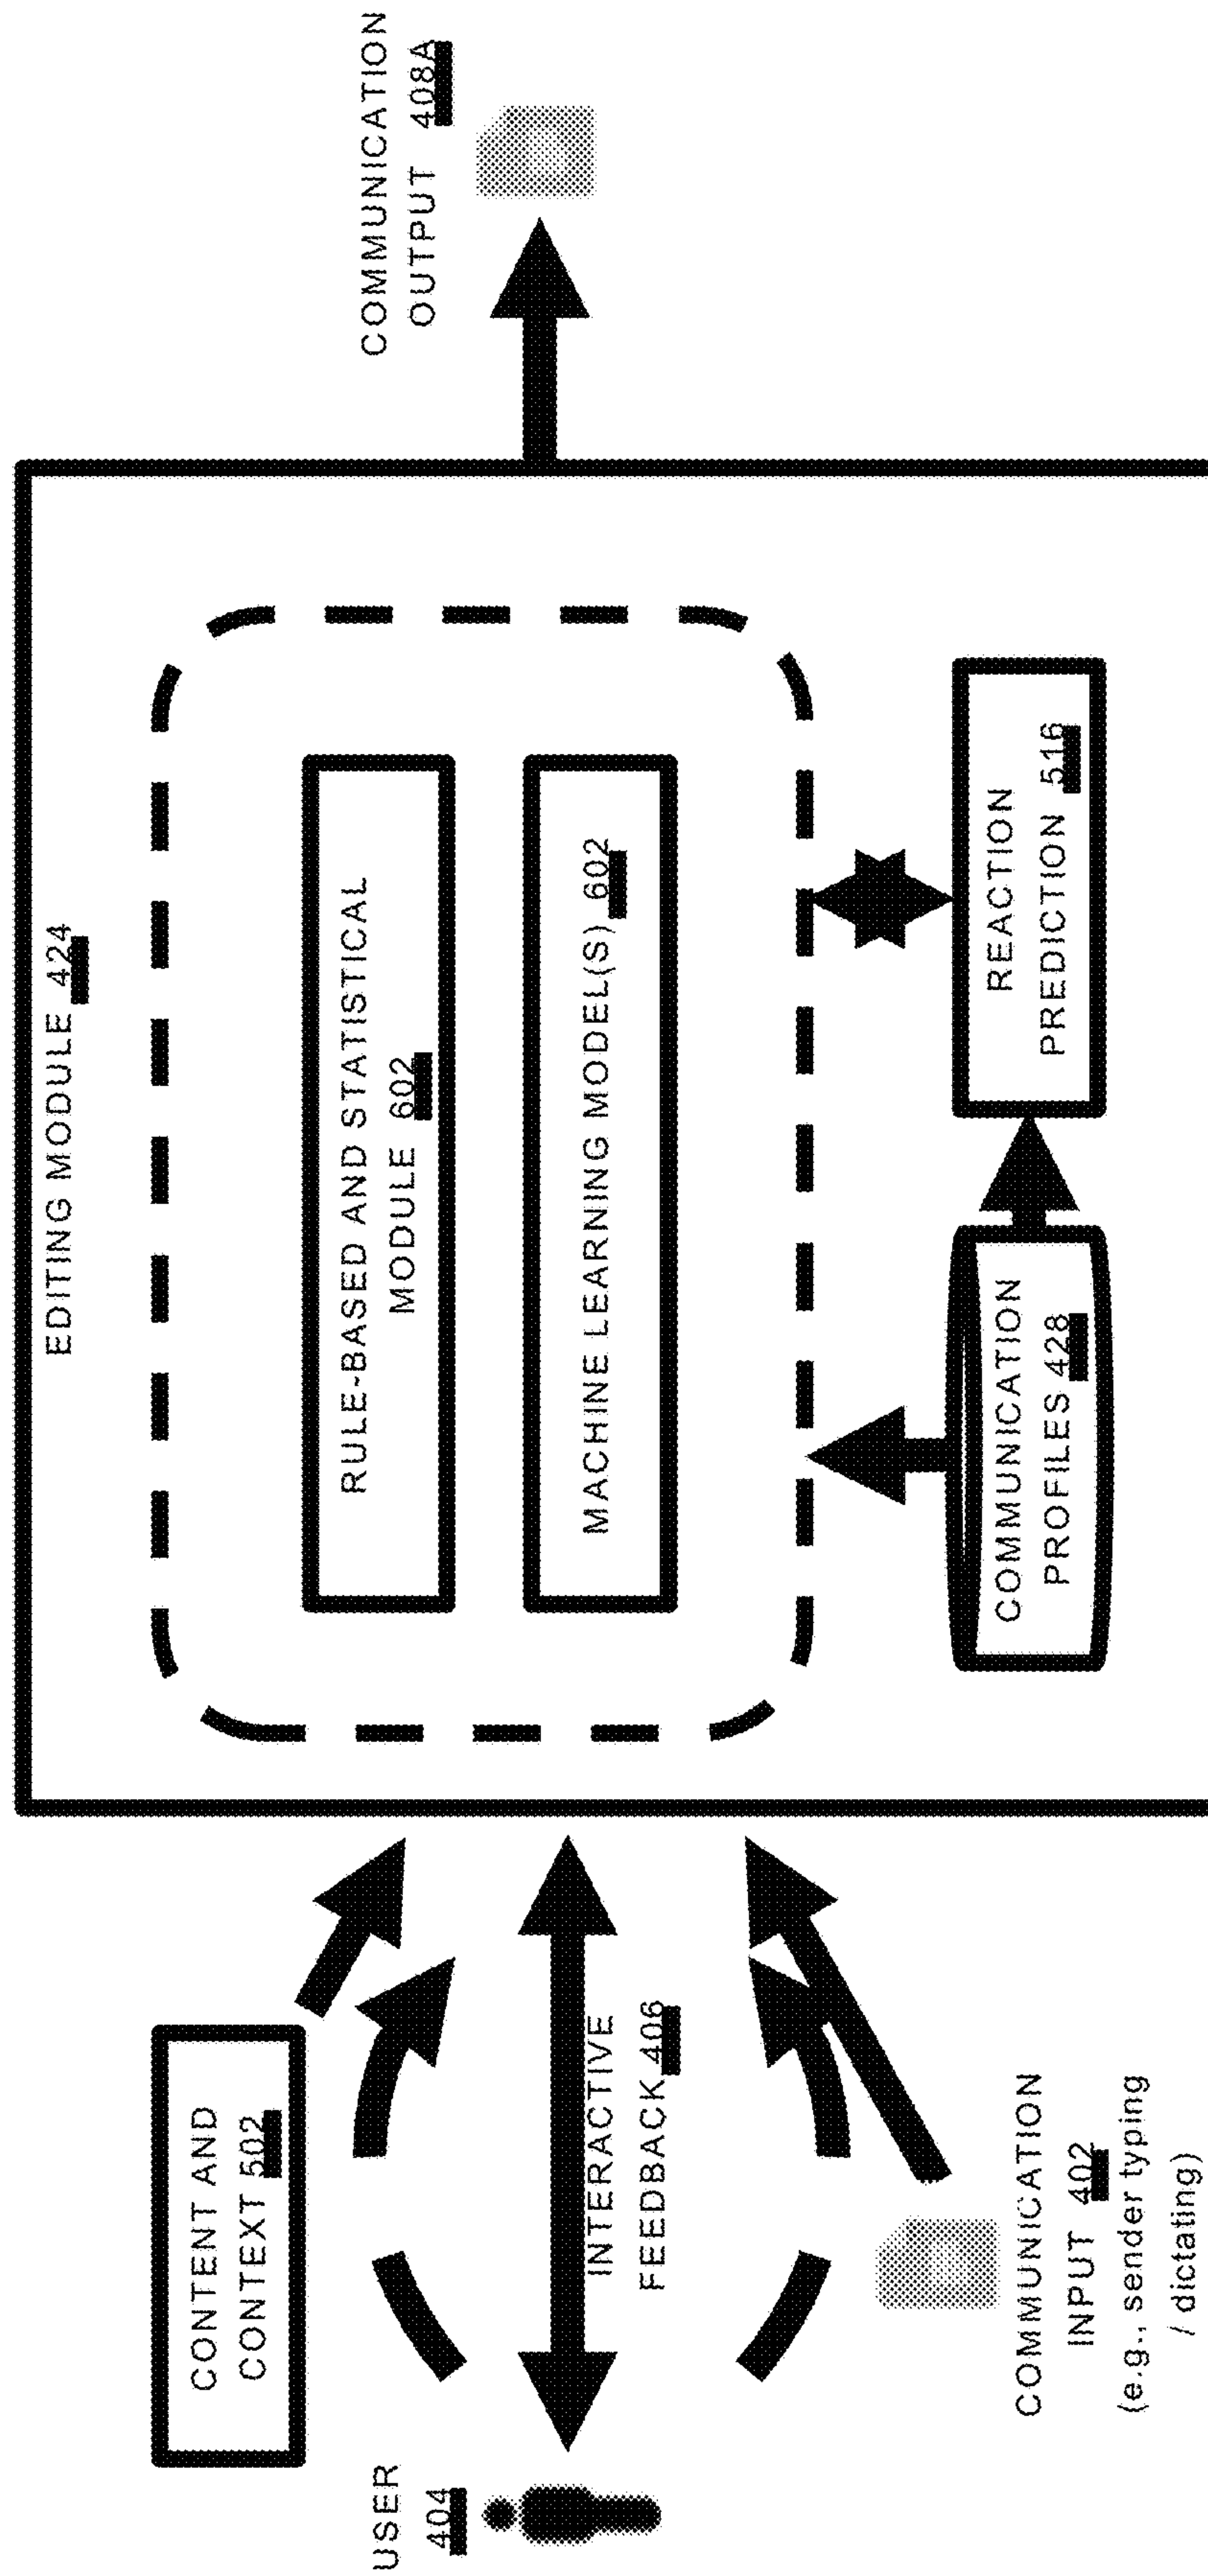 EDITING MODULE 424
CONTENT AND
CONTEXT 502
USER
404
INTERACTIVE
FEEDBACK 406
COMMUNICATION
INPUT 402
(e.g., sender typing
/ dictating)
RULE-BASED AND STATISTICAL
MODULE 602
MACHINE LEARNING MODEL(S) 602
COMMUNICATION
PROFILES 428
REACTION
PREDICTION 516
COMMUNICATION
OUTPUT 408A